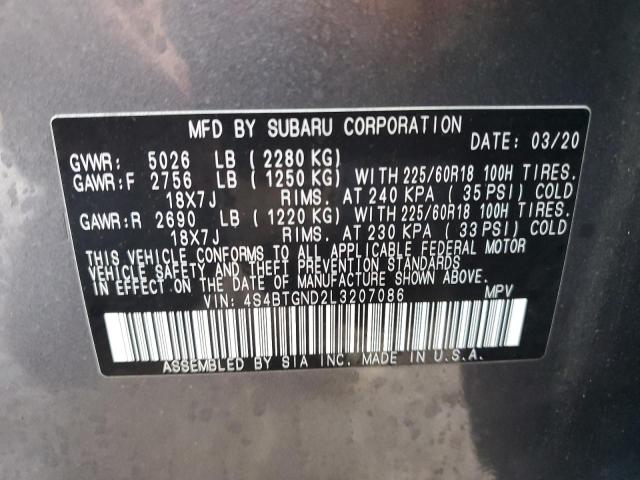 MFD BY SUBARU CORPORATION
DATE: 03/20
GVWR: 5026 LB (2280 KG)
GAWR:F 2756 LB (1250 KG) WITH 225/60R18 100H TIRES.
18X7J RIMS. AT 240 KPA ( 35 PSI) COLD
GAWR:R 2690 LB (1220 KG) WITH 225/60R18 100H TIRES.
18X7J RIMS. AT 230 KPA ( 33 PSI) COLD
THIS VEHICLE CONFORMS TO ALL APPLICABLE FEDERAL MOTOR
VEHICLE SAFETY AND THEFT PREVENTION STANDARDS
IN EFFECT ON THE DATE OF MANUFACTURE SHOWN ABOVE.
VIN: 4S4BTGND2L3207086 MPV
ASSEMBLED BY SIA INC. MADE IN U.S.A.